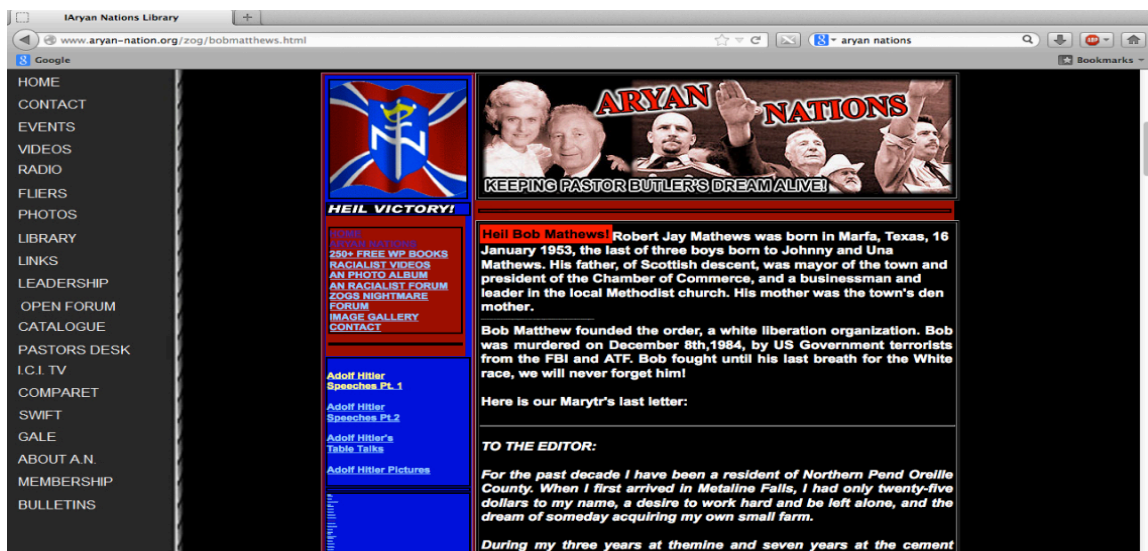 IAryan Nations Library
www.aryan-nation.org/zog/bobmatthews.html
aryan nations
Google
Bookmarks
HOME
CONTACT
EVENTS
VIDEOS
RADIO
FLIERS
PHOTOS
LIBRARY
LINKS
LEADERSHIP
OPEN FORUM
CATALOGUE
PASTORS DESK
I.C.I. TV
COMPARET
SWIFT
GALE
ABOUT A.N.
MEMBERSHIP
BULLETINS
HEIL VICTORY!
HOME
ARYAN NATIONS
250+ FREE WP BOOKS
RACIALIST VIDEOS
AN PHOTO ALBUM
AN RACIALIST FORUM
ZOGS NIGHTMARE
FORUM
IMAGE GALLERY
CONTACT
Adolf Hitler
Speeches Pt. 1
Adolf Hitler
Speeches Pt.2
Adolf Hitler's
Table Talks
Adolf Hitler Pictures
ARYAN NATIONS
KEEPING PASTOR BUTLER'S DREAM ALIVE!
Heil Bob Mathews! Robert Jay Mathews was born in Marfa, Texas, 16
January 1953, the last of three boys born to Johnny and Una
Mathews. His father, of Scottish descent, was mayor of the town and
president of the Chamber of Commerce, and a businessman and
leader in the local Methodist church. His mother was the town's den
mother.
Bob Matthew founded the order, a white liberation organization. Bob
was murdered on December 8th,1984, by US Government terrorists
from the FBI and ATF. Bob fought until his last breath for the White
race, we will never forget him!
Here is our Marytr's last letter:
TO THE EDITOR:
For the past decade I have been a resident of Northern Pend Oreille
County. When I first arrived in Metaline Falls, I had only twenty-five
dollars to my name, a desire to work hard and be left alone, and the
dream of someday acquiring my own small farm.
During my three years at themine and seven years at the cement